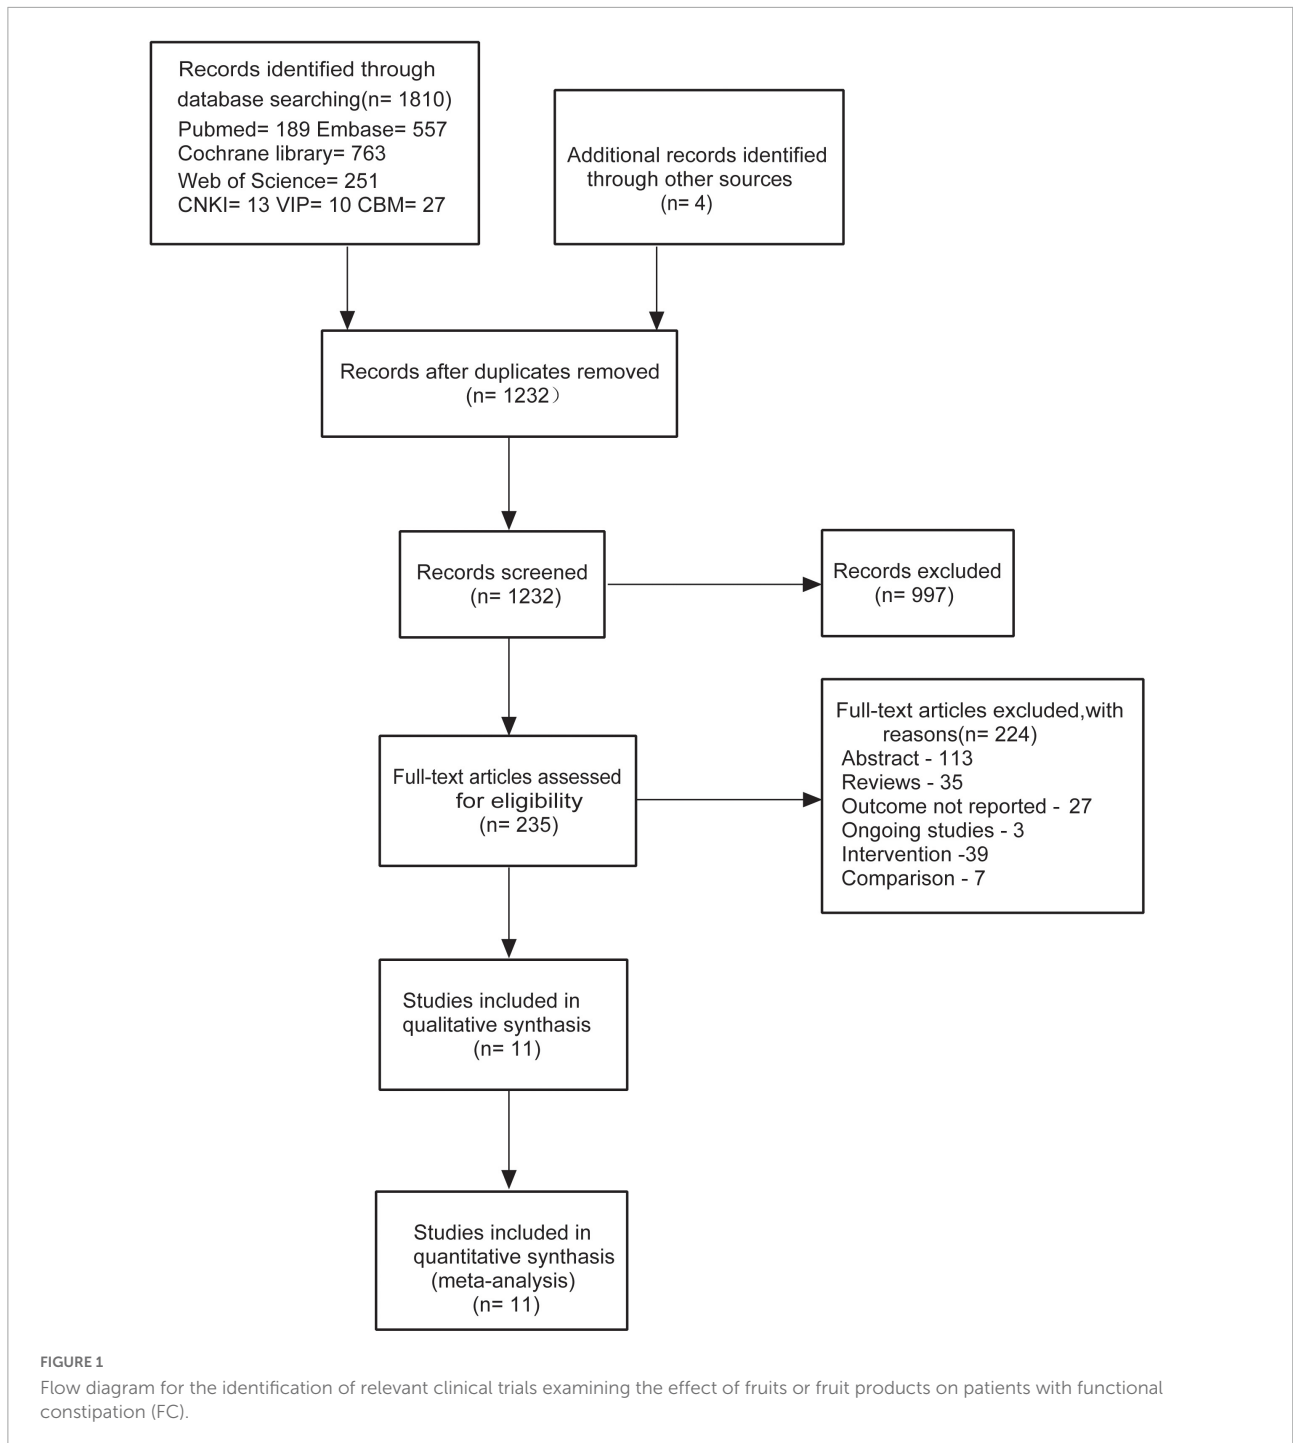 Records identified through
database searching(n= 1810)
Pubmed= 189 Embase= 557
Cochrane library= 763
Web of Science= 251
CNKI= 13 VIP= 10 CBM= 27
Additional records identified
through other sources
(n= 4)
Records after duplicates removed
(n= 1232）
Records screened
(n= 1232)
Records excluded
(n= 997)
Full-text articles assessed
for eligibility
(n= 235)
Full-text articles excluded,with
reasons(n= 224)
Abstract - 113
Reviews - 35
Outcome not reported - 27
Ongoing studies - 3
Intervention -39
Comparison - 7
Studies included in
qualitative synthasis
(n= 11)
Studies included in
quantitative synthasis
(meta-analysis)
(n= 11)
FIGURE 1
Flow diagram for the identification of relevant clinical trials examining the effect of fruits or fruit products on patients with functional
constipation (FC).